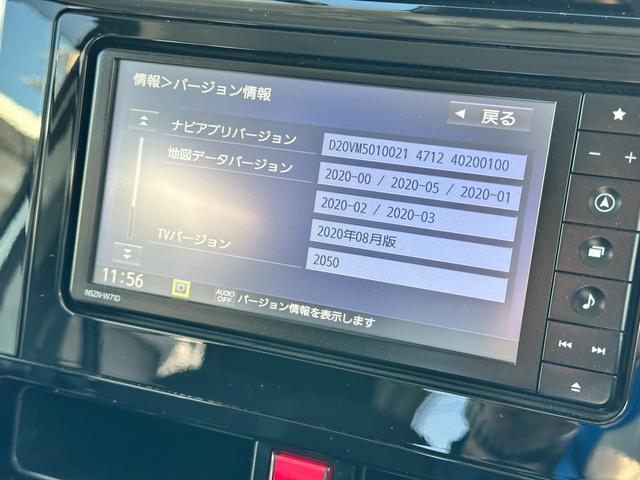 情報>バージョン情報
戻る
ナビアプリバージョン D20VM5010021 4712 40200100
地図データバージョン 2020-00 / 2020-05 / 2020-01
2020-02 / 2020-03
2020年08月版
TVバージョン 2050
11:56
AUDIO OFF バージョン情報を表示します
NSZN-W71D